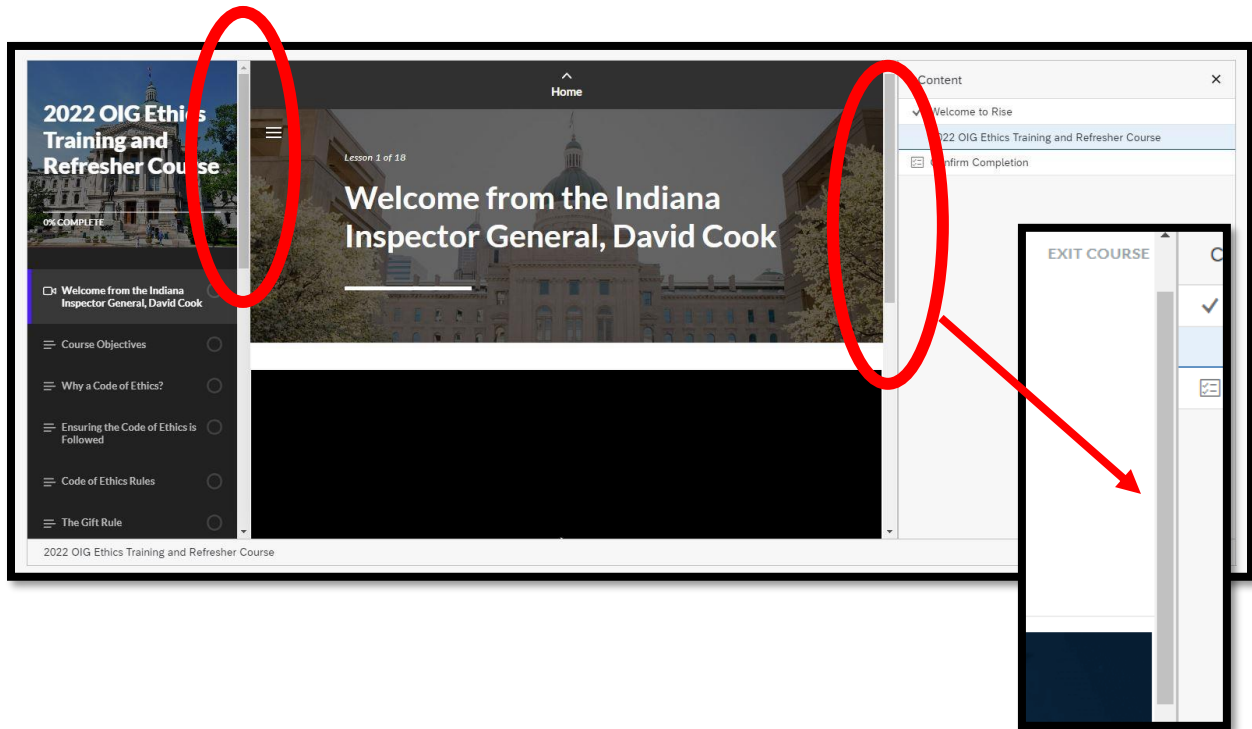 2022 OIG Ethics
Training and
Refresher Course
0% COMPLETE
Welcome from the Indiana
Inspector General, David Cook
Course Objectives
Why a Code of Ethics?
Ensuring the Code of Ethics is
Followed
Code of Ethics Rules
The Gift Rule
Home
Lesson 1 of 18
Welcome from the Indiana
Inspector General, David Cook
Content
Welcome to Rise
2022 OIG Ethics Training and Refresher Course
Confirm Completion
2022 OIG Ethics Training and Refresher Course
EXIT COURSE
C